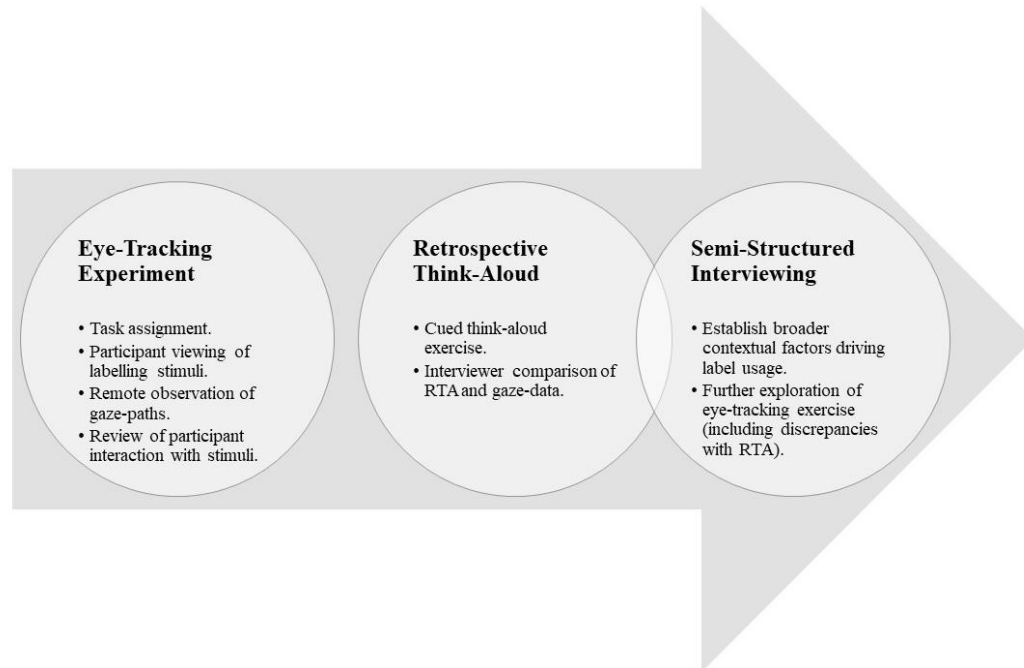 Eye-Tracking
Experiment
• Task assignment.
• Participant viewing of
labelling stimuli.
• Remote observation of
gaze-paths.
• Review of participant
interaction with stimuli.
Retrospective
Think-Aloud
• Cued think-aloud
exercise.
• Interviewer comparison of
RTA and gaze-data.
Semi-Structured
Interviewing
• Establish broader
contextual factors driving
label usage.
• Further exploration of
eye-tracking exercise
(including discrepancies
with RTA).